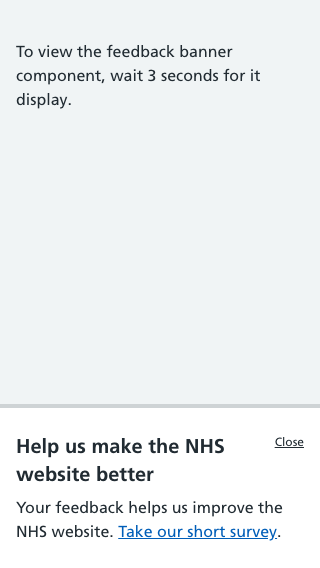 To view the feedback banner
component, wait 3 seconds for it
display.
Help us make the NHS
website better
Close
Your feedback helps us improve the
NHS website. Take our short survey.